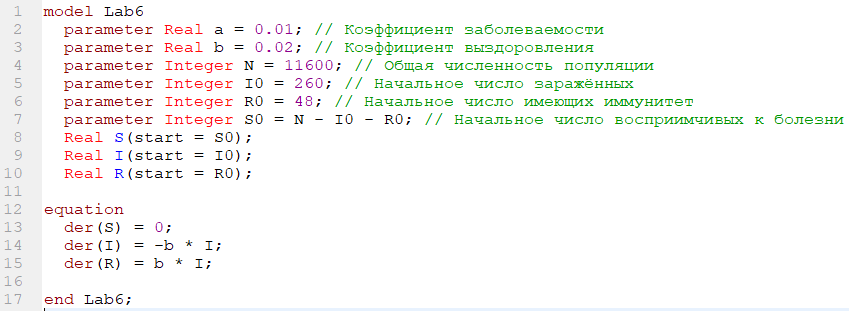 1 model Lab6
2   parameter Real a = 0.01; // Коэффициент заболеваемости
3   parameter Real b = 0.02; // Коэффициент выздоровления
4   parameter Integer N = 11600; // Общая численность популяции
5   parameter Integer I0 = 260; // Начальное число заражённых
6   parameter Integer R0 = 48; // Начальное число имеющих иммунитет
7   parameter Integer S0 = N - I0 - R0; // Начальное число восприимчивых к болезни
8   Real S(start = S0);
9   Real I(start = I0);
10   Real R(start = R0);
11
12 equation
13   der(S) = 0;
14   der(I) = -b * I;
15   der(R) = b * I;
16
17 end Lab6;